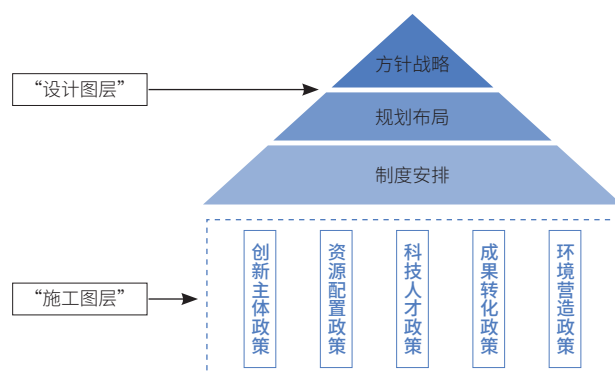 方针战略
“设计图层”
规划布局
制度安排
创新主体政策
资源配置政策
科技人才政策
成果转化政策
环境营造政策
“施工图层”